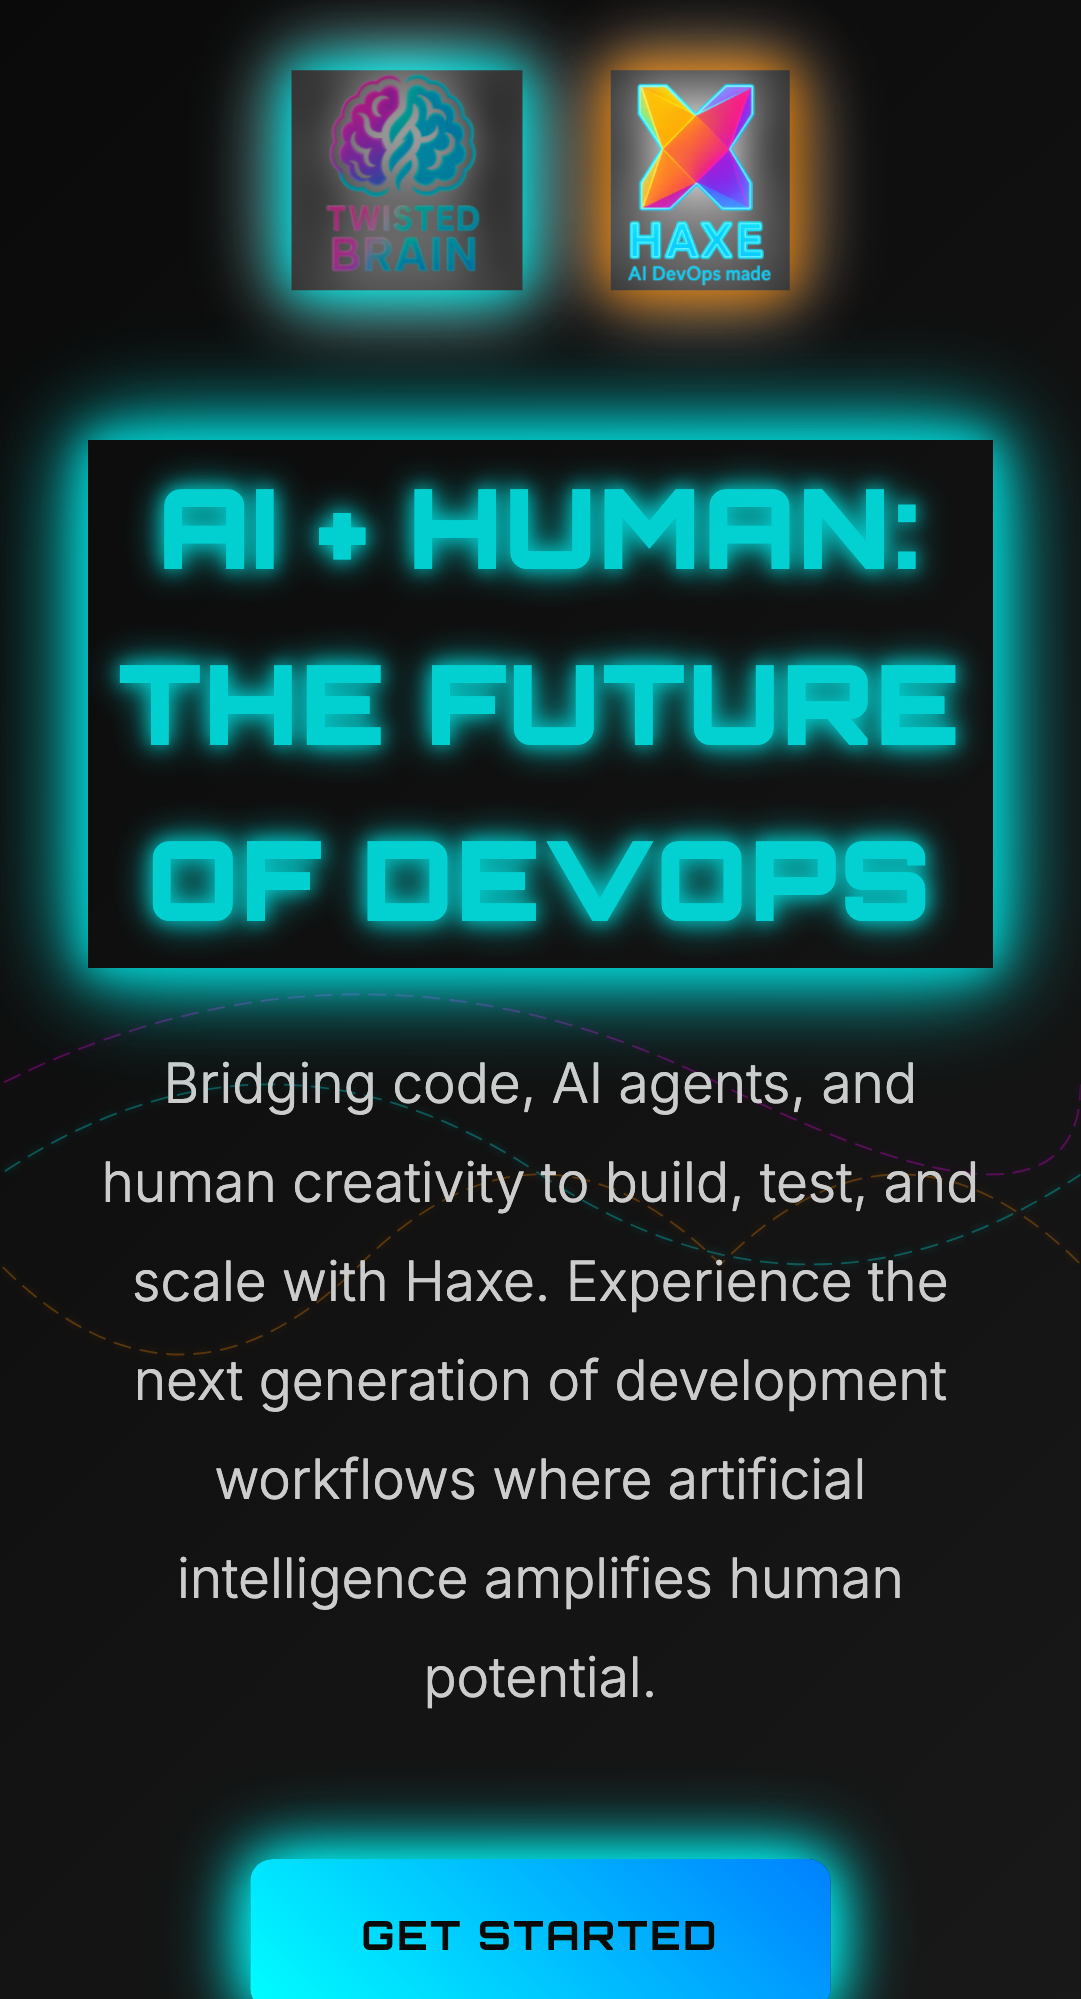 TWISTED
BRAIN
HAXE
AI DevOps made
AI + HUMAN:
THE FUTURE
OF DEVOPS
Bridging code, AI agents, and
human creativity to build, test, and
scale with Haxe. Experience the
next generation of development
workflows where artificial
intelligence amplifies human
potential.
GET STARTED